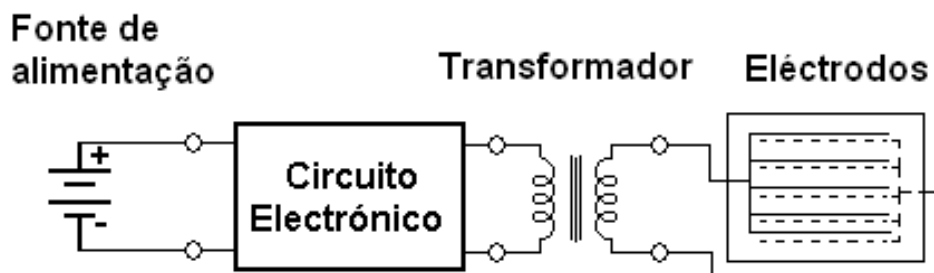 Fonte de
alimentação
Transformador
Eléctrodos
+
-
Circuito
Electrónico